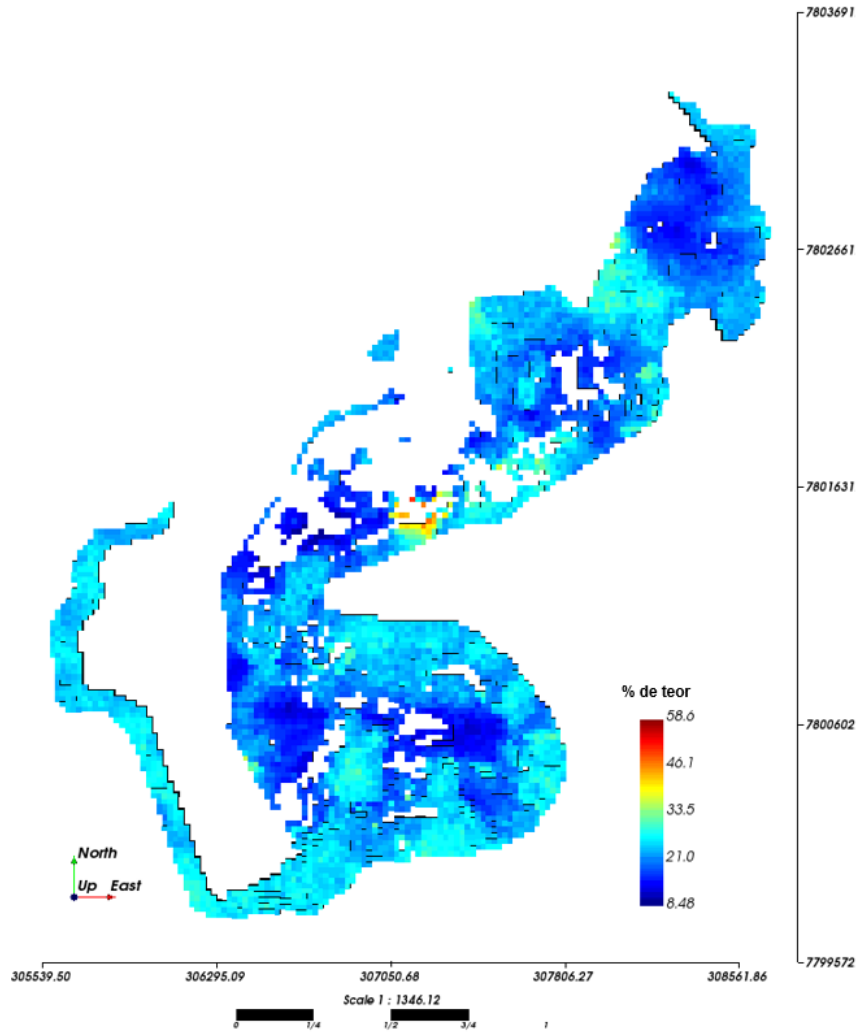 7803691
7802661
7801631
% de teor
58.6
46.1
33.5
21.0
8.48
7800602
North
Up East
7799572
305539.50 306295.09 307050.68 307806.27 308561.86
Scale 1 : 1346.12
0 1/4 1/2 3/4 1